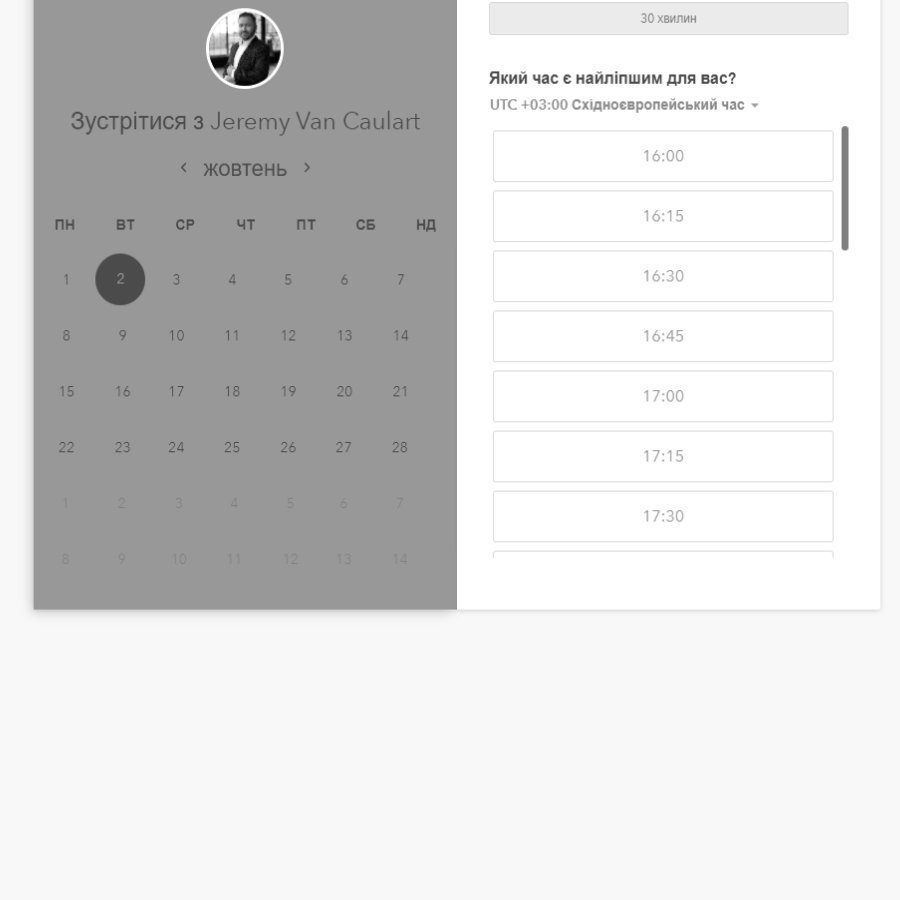 Зустрітися з Jeremy Van Caulart
жовтень
ПН ВТ СР ЧТ ПТ СБ НД
1 2 3 4 5 6 7
8 9 10 11 12 13 14
15 16 17 18 19 20 21
22 23 24 25 26 27 28
1 2 3 4 5 6 7
8 9 10 11 12 13 14
30 хвилин
Який час є найліпшим для вас?
UTC +03:00 Східноєвропейський час
16:00
16:15
16:30
16:45
17:00
17:15
17:30